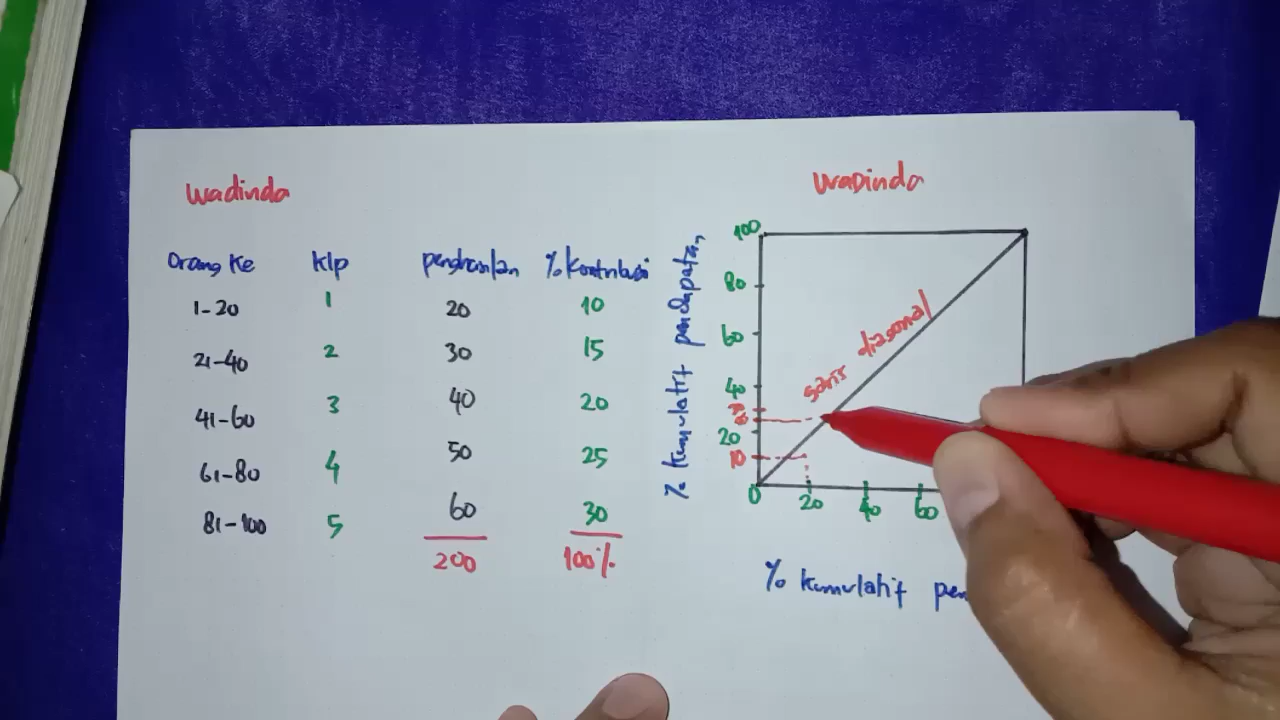 Wadinda
Orang Ke Klp penghasilan % Kontribusi
1-20 1 20 10
21-40 2 30 15
41-60 3 40 20
61-80 4 50 25
81-100 5 60 30
200 100%
WADINDA
% kumulatif pendapatan
100
80
60
40
20
10
0 20 40 60
garis diagonal
% kumulatif